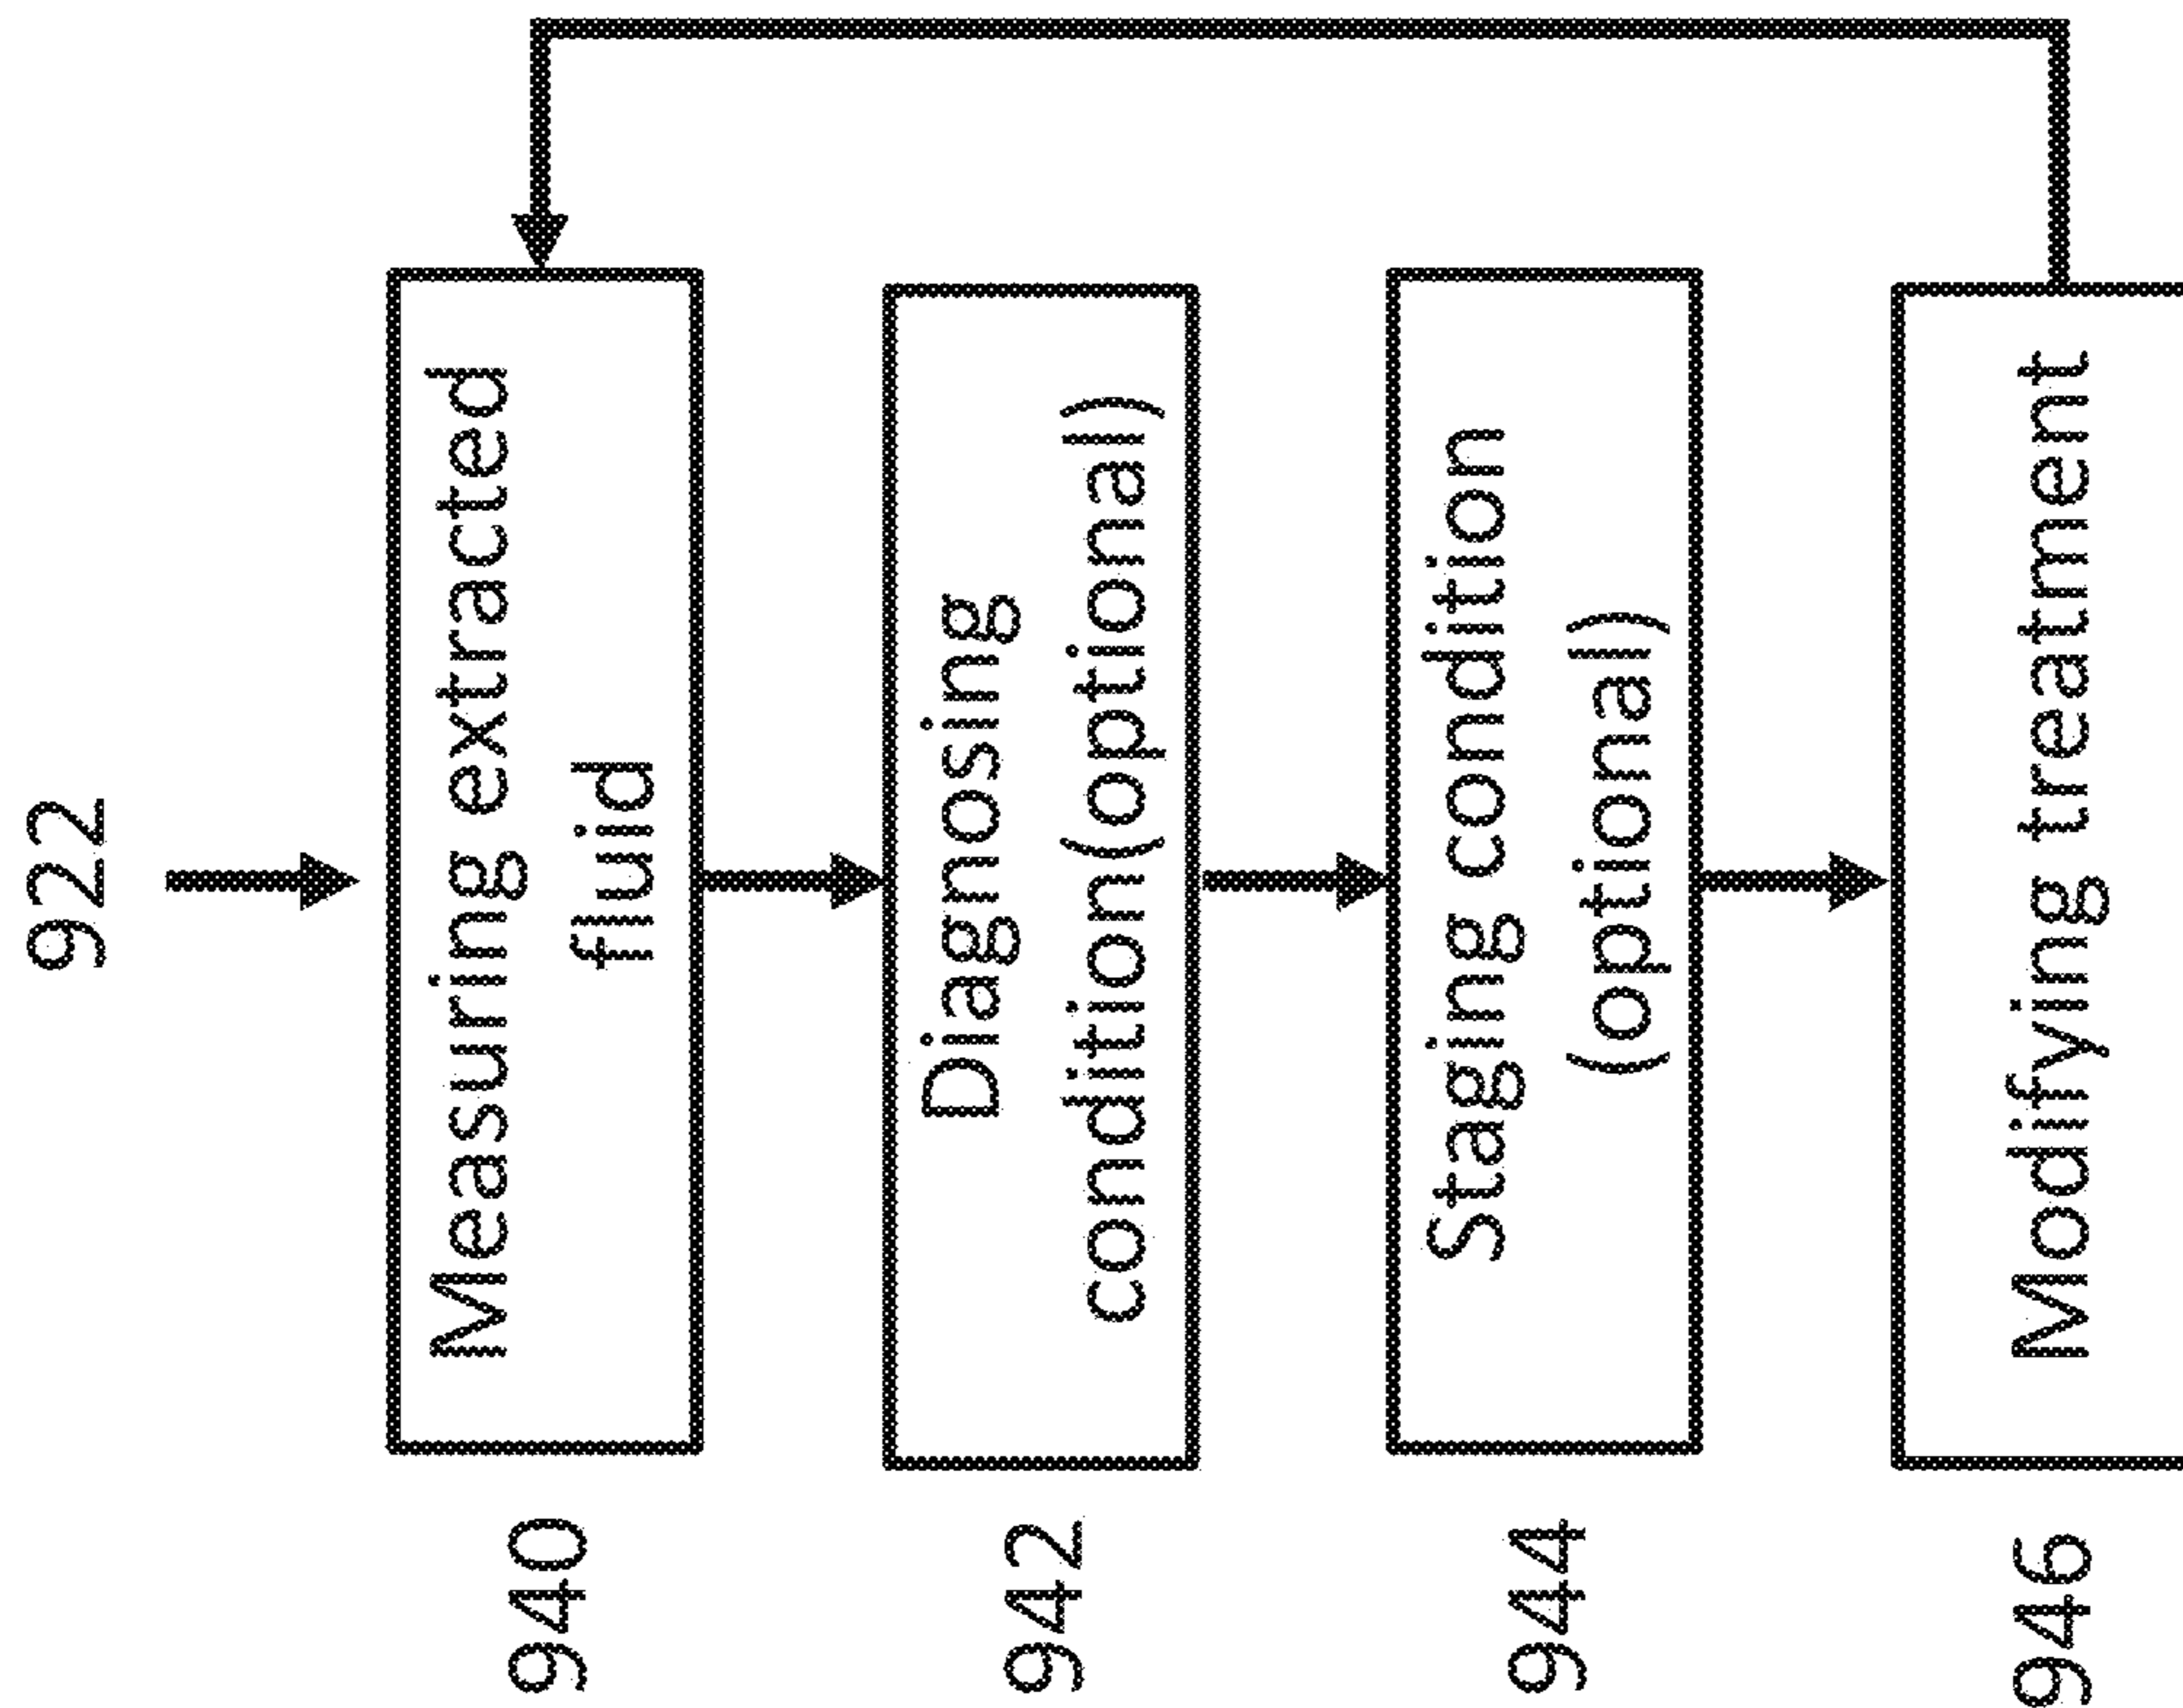 922
940
Measuring extracted
fluid
942
Diagnosing
condition(optional)
944
Staging condition
(optional)
946
Modifying treatment